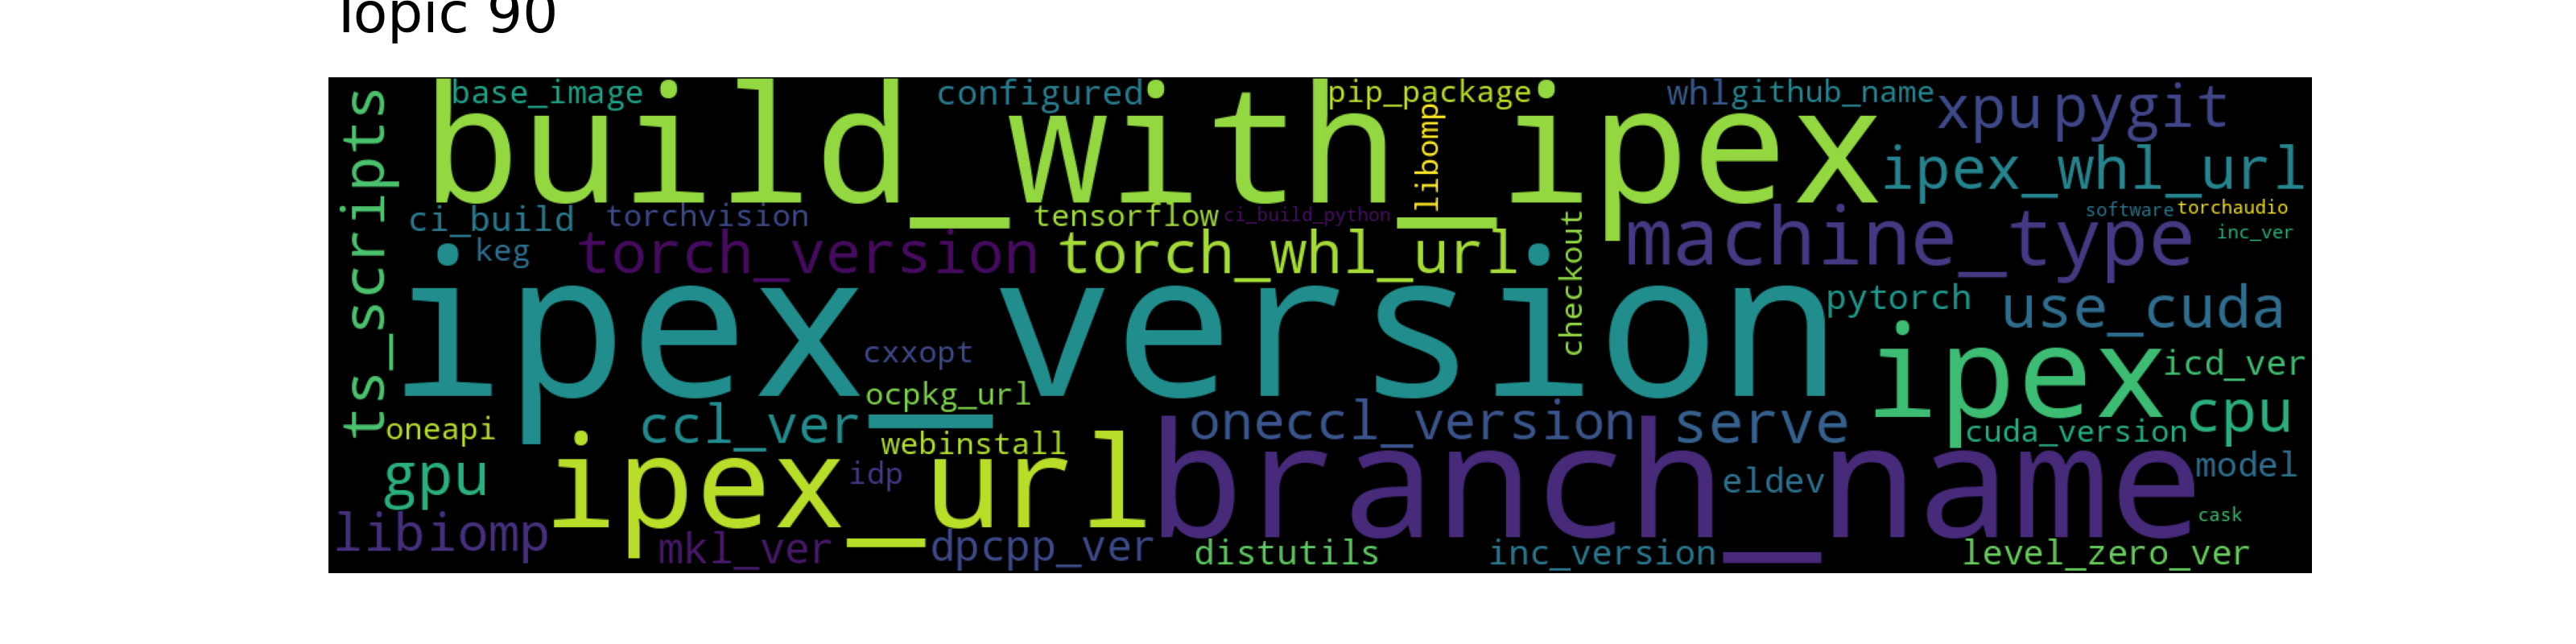 Topic 90
base_image
configured
pip_package
whl
github_name
xpu
pygit
build_with_ipex
libomp
ipex_whl_url
ts_scripts
ci_build
torchvision
tensorflow
ci_build_python
software
torchaudio
keg
torch_version
torch_whl_url
checkout
machine_type
inc_ver
ipex_version
pytorch
use_cuda
cxxopt
ipex
icd_ver
ocpkg_url
oneapi
ccl_ver
webinstall
oneccl_version
serve
cuda_version
cpu
gpu
ipex_url
idp
branch_name
eldev
model
libiomp
mkl_ver
dpcpp_ver
distutils
inc_version
cask
level_zero_ver